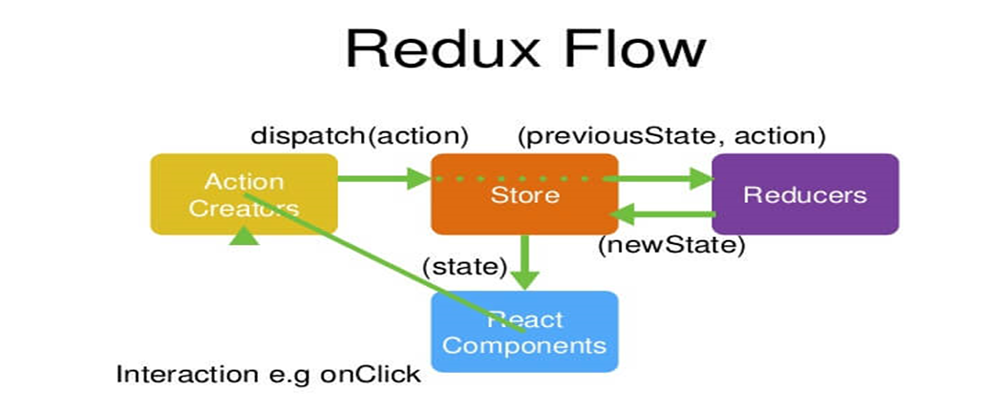 Redux Flow
dispatch(action)
(previousState, action)
Action
Creators
Store
Reducers
(newState)
(state)
React
Components
Interaction e.g onClick